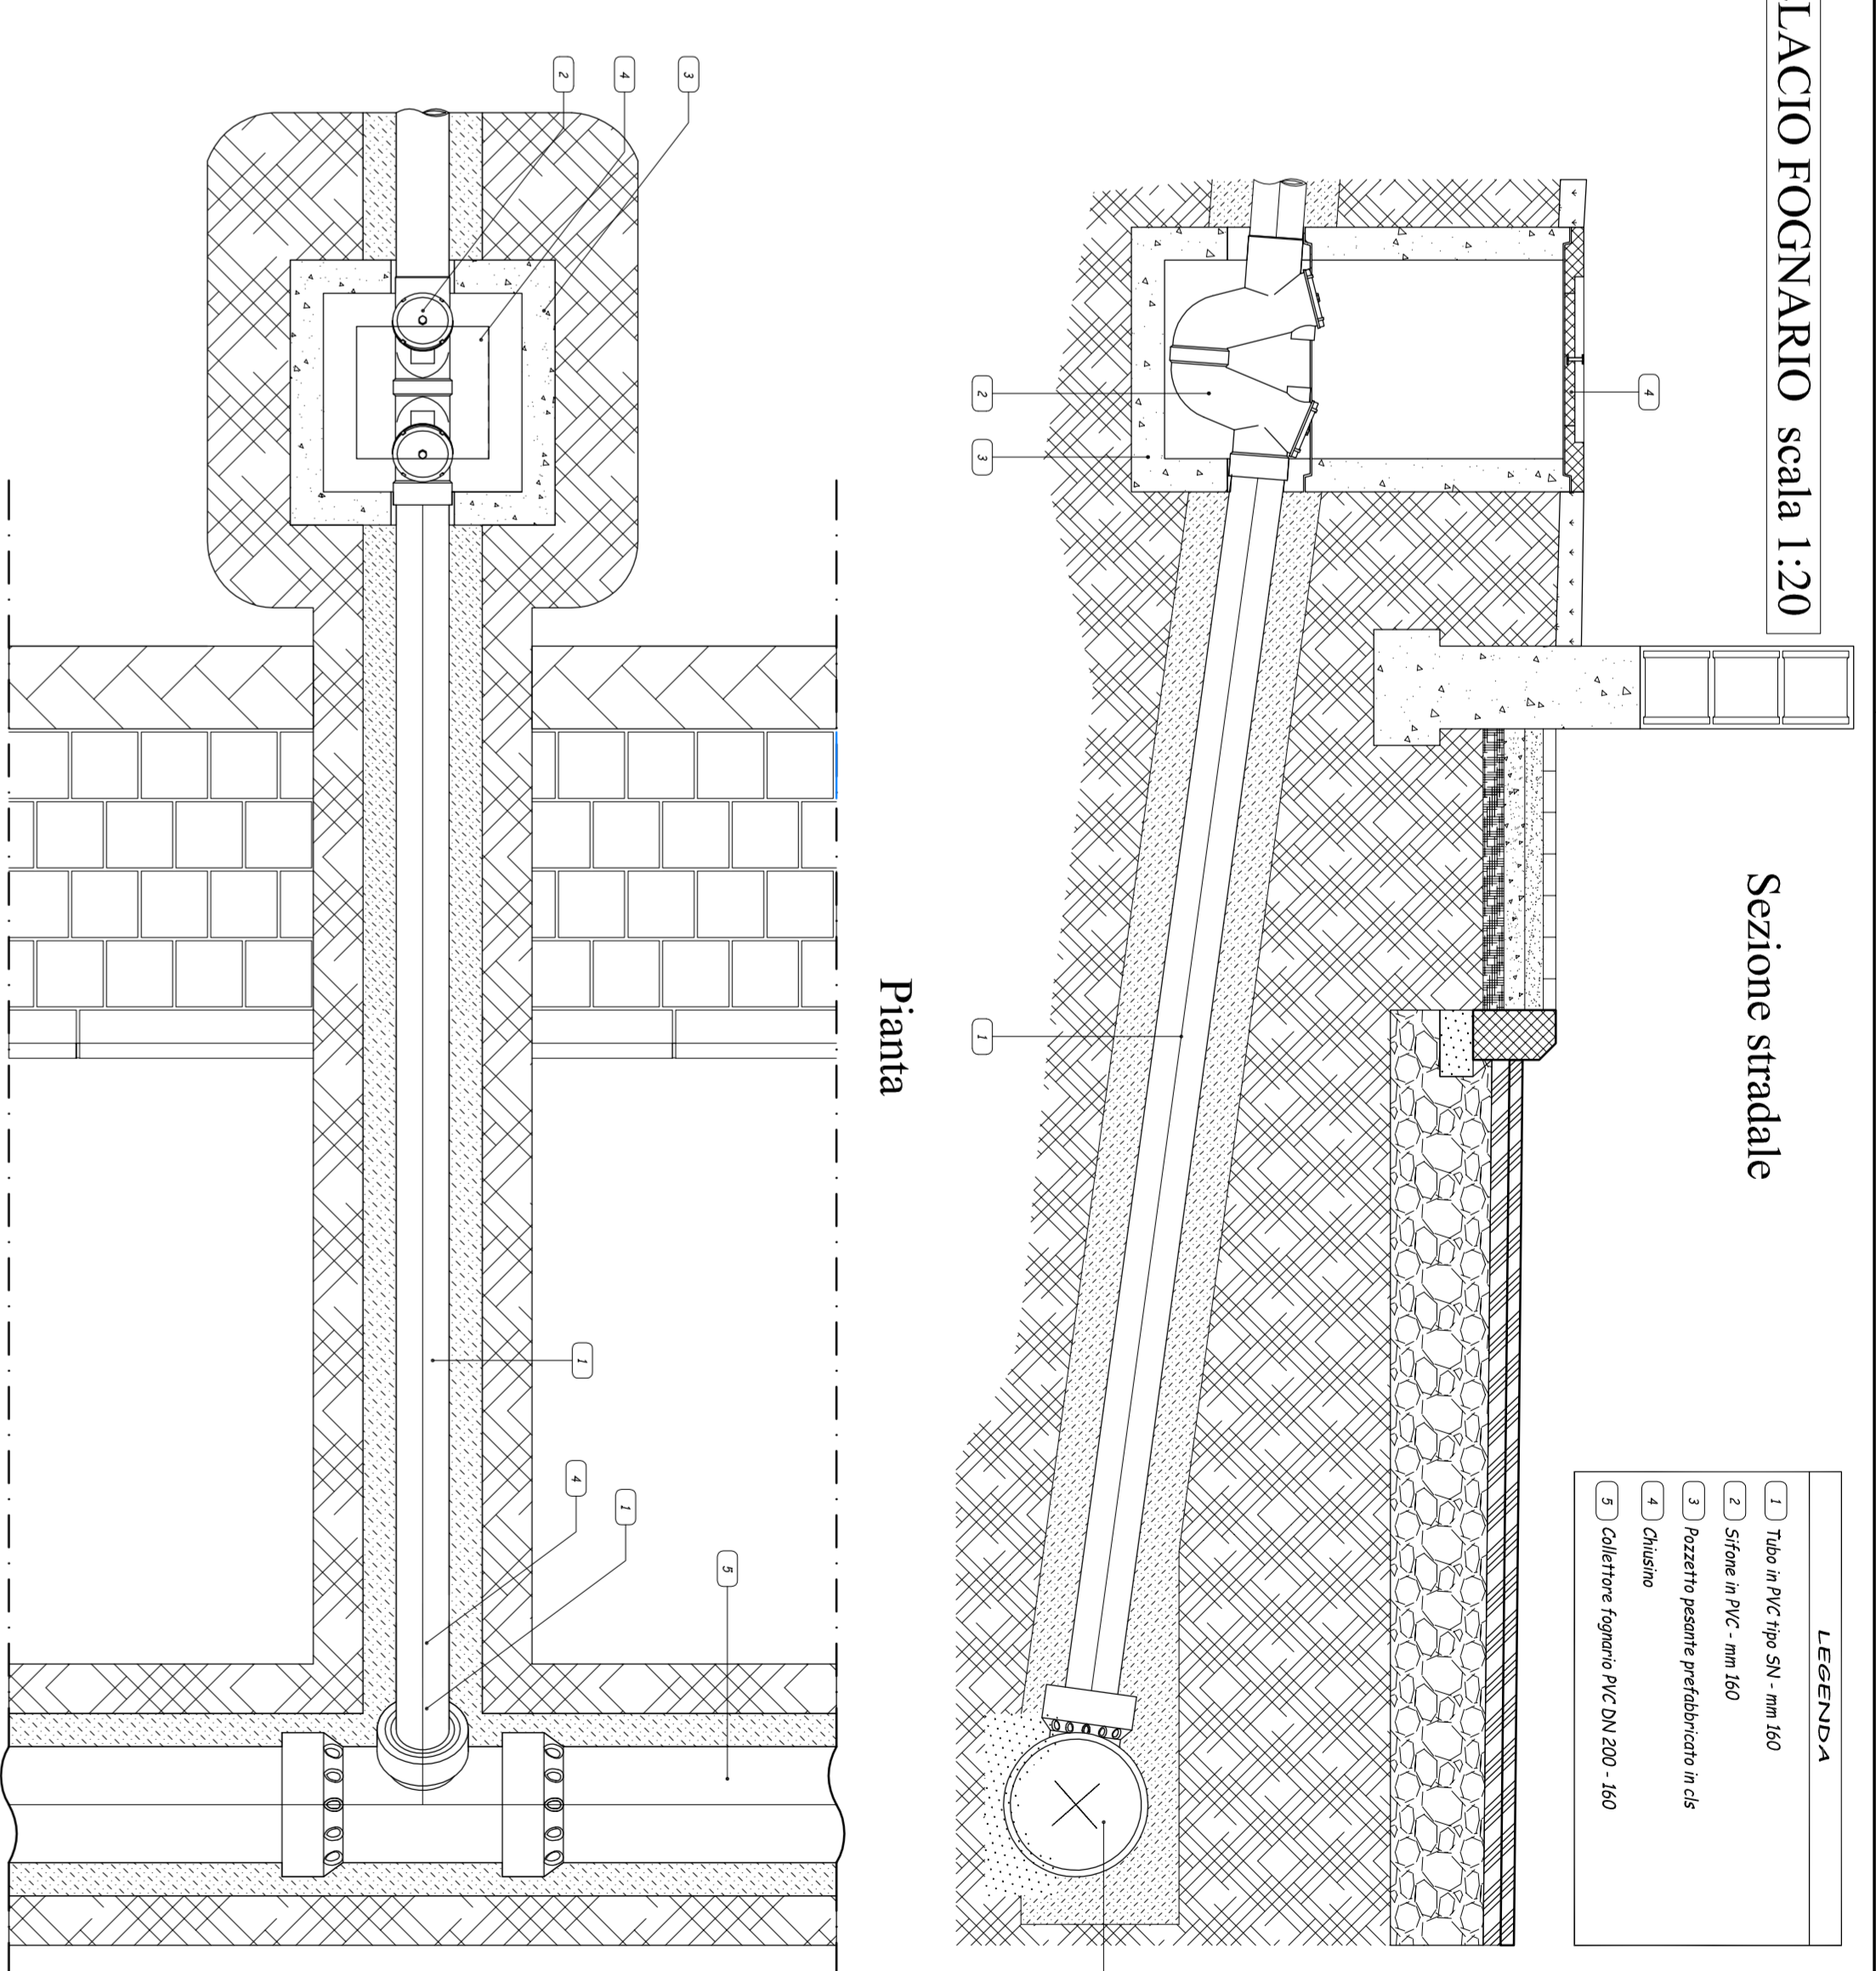 LACIO FOGNARIO scala 1:20
Sezione stradale
LEGENDA
1 Tubo in PVC tipo SN - mm 160
2 Sifone in PVC - mm 160
3 Pozzetto pesante prefabbricato in cls
4 Chiusino
5 Collettore fognario PVC DN 200 - 160
4
2
3
1
Pianta
2
4
3
1
4
1
5